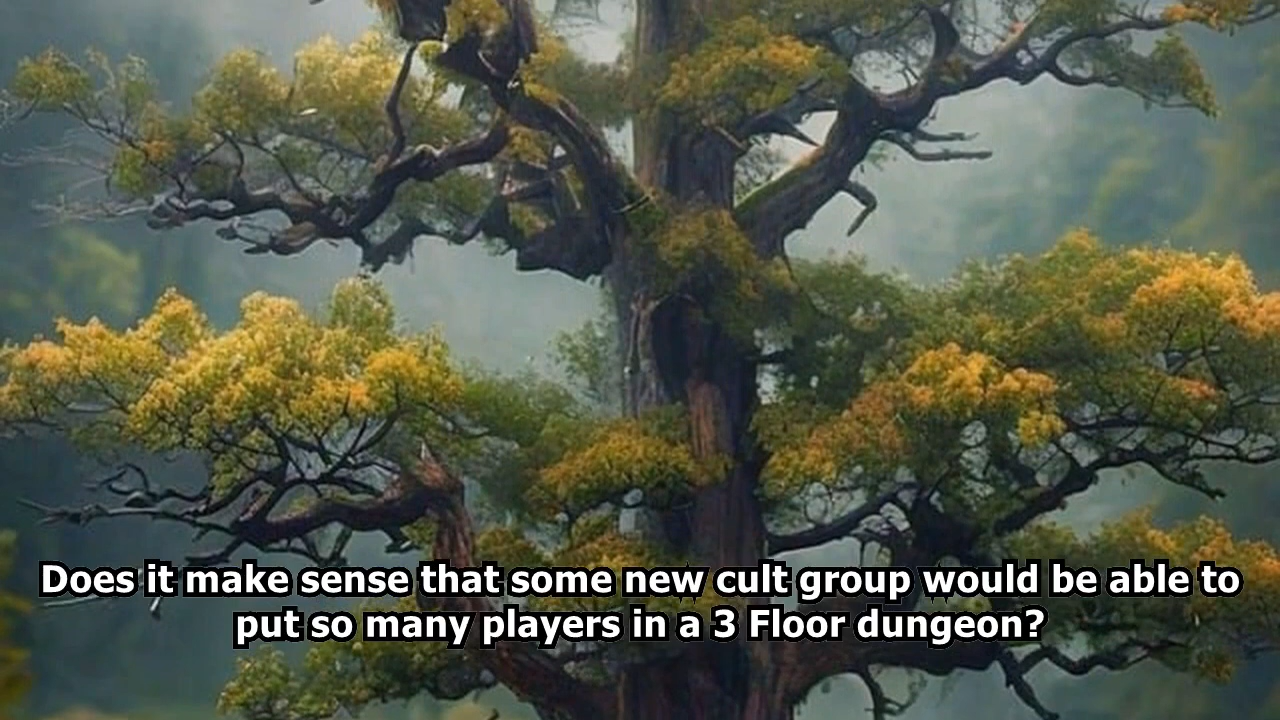 Does it make sense that some new cult group would be able to
put so many players in a 3 Floor dungeon?